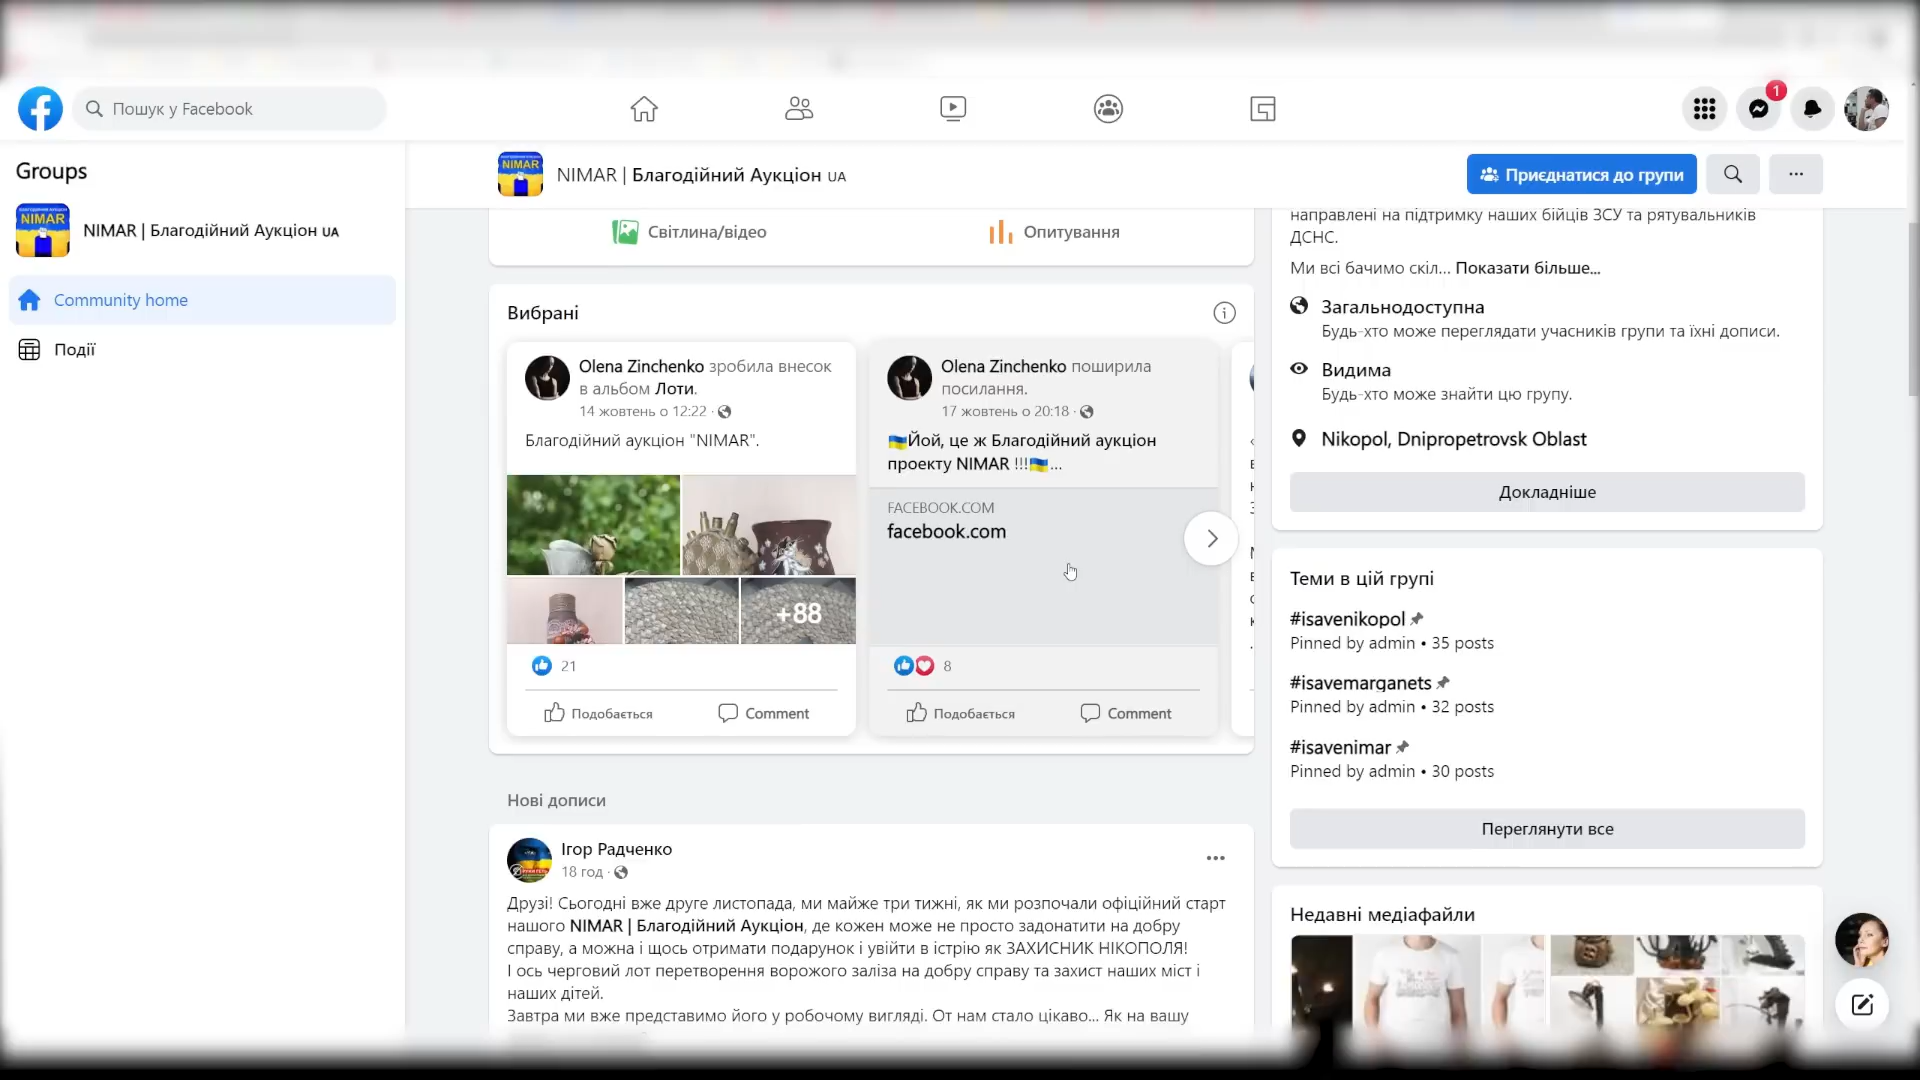 1
Пошук у Facebook
Groups
NIMAR
NIMAR | Благодійний Аукціон UA
Community home
Події
NIMAR
NIMAR | Благодійний Аукціон UA
Приєднатися до групи
Світлина/відео
Опитування
Вибрані
Olena Zinchenko зробила внесок
в альбом Лоти.
14 жовтень о 12:22 ·
Благодійний аукціон "NIMAR".
+88
21
Подобається
Comment
Olena Zinchenko поширила
посилання.
17 жовтень о 20:18 ·
🇺🇦Йой, це ж Благодійний аукціон
проекту NIMAR !!!🇺🇦...
FACEBOOK.COM
facebook.com
8
Подобається
Comment
Нові дописи
Ігор Радченко
18 год ·
Друзі! Сьогодні вже друге листопада, ми майже три тижні, як ми розпочали офіційний старт
нашого NIMAR | Благодійний Аукціон, де кожен може не просто задонатити на добру
справу, а можна і щось отримати подарунок і увійти в історію як ЗАХИСНИК НІКОПОЛЯ!
І ось черговий лот перетворення ворожого заліза на добру справу та захист наших міст і
наших дітей.
Завтра ми вже представимо його у робочому вигляді. От нам стало цікаво... Як на вашу
направлені на підтримку наших бійців ЗСУ та рятувальників
ДСНС.
Ми всі бачимо скіл... Показати більше...
Загальнодоступна
Будь-хто може переглядати учасників групи та їхні дописи.
Видима
Будь-хто може знайти цю групу.
Nikopol, Dnipropetrovsk Oblast
Докладніше
Теми в цій групі
#isavenikopol
Pinned by admin • 35 posts
#isavemarganets
Pinned by admin • 32 posts
#isavenimar
Pinned by admin • 30 posts
Переглянути все
Недавні медіафайли